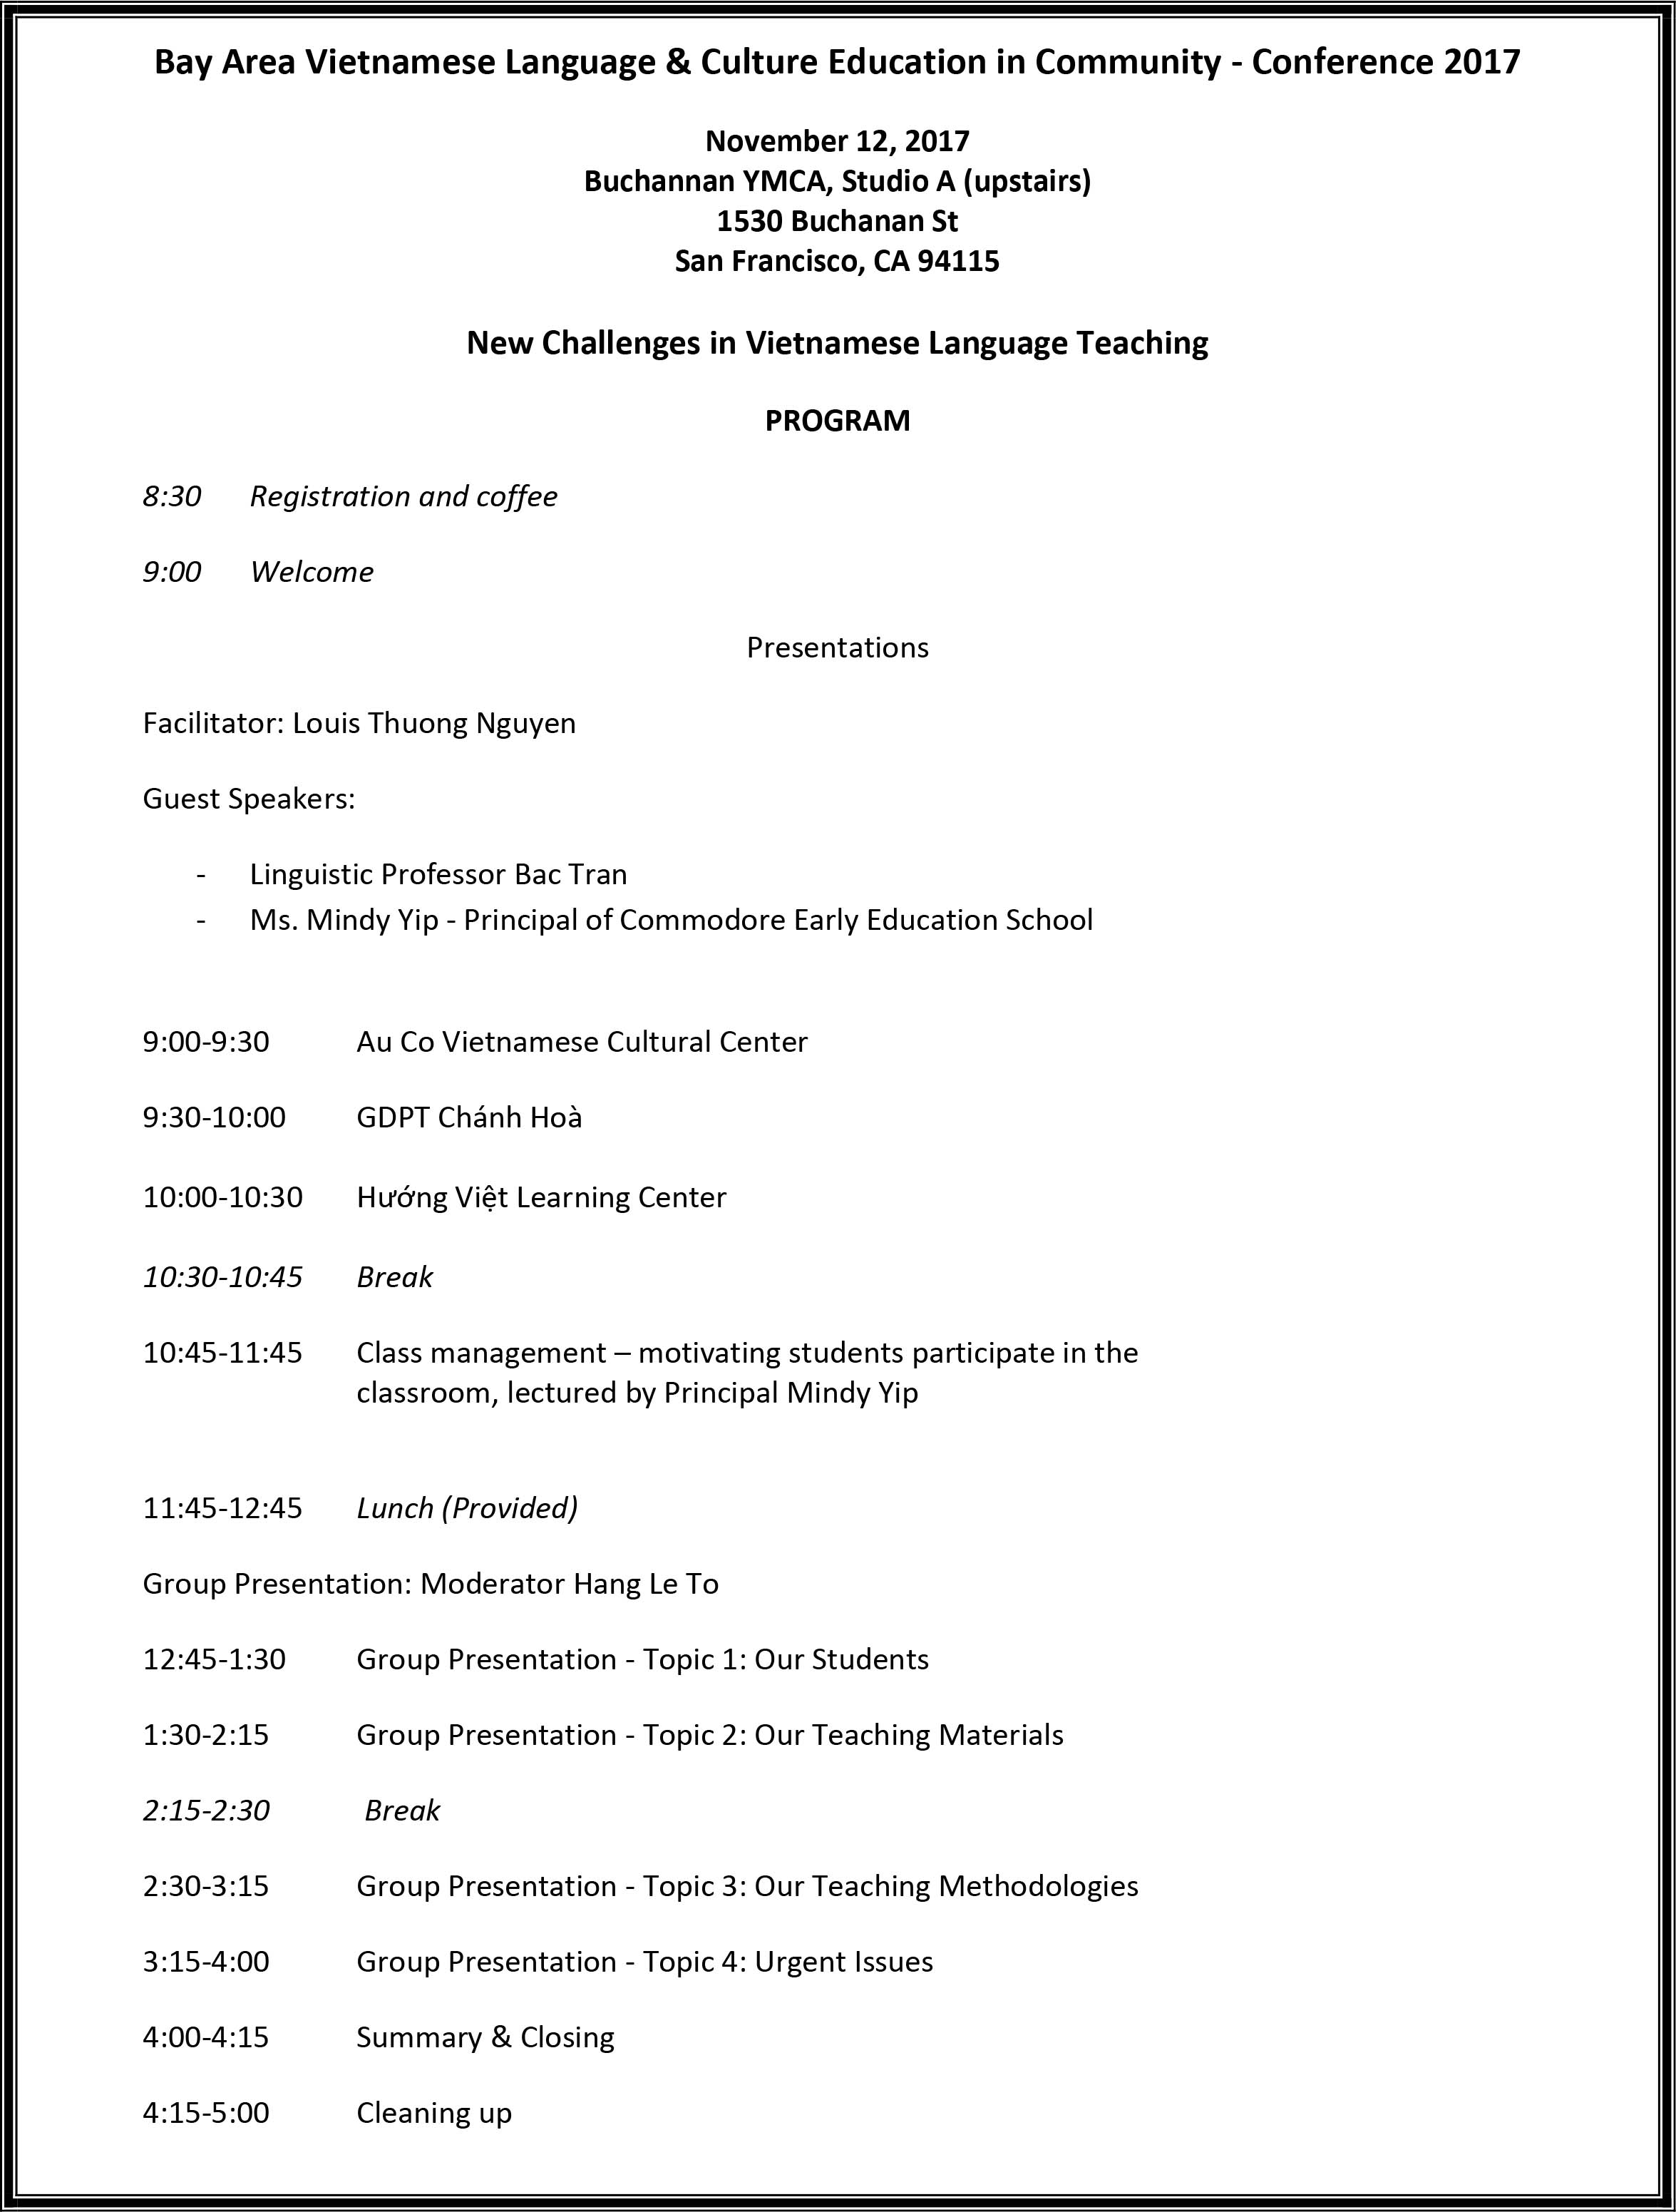 Bay Area Vietnamese Language & Culture Education in Community - Conference 2017
November 12, 2017
Buchannan YMCA, Studio A (upstairs)
1530 Buchanan St
San Francisco, CA 94115
New Challenges in Vietnamese Language Teaching
PROGRAM
8:30 Registration and coffee
9:00 Welcome
Presentations
Facilitator: Louis Thuong Nguyen
Guest Speakers:
- Linguistic Professor Bac Tran
- Ms. Mindy Yip - Principal of Commodore Early Education School
9:00-9:30 Au Co Vietnamese Cultural Center
9:30-10:00 GDPT Chánh Hoà
10:00-10:30 Hướng Việt Learning Center
10:30-10:45 Break
10:45-11:45 Class management – motivating students participate in the
classroom, lectured by Principal Mindy Yip
11:45-12:45 Lunch (Provided)
Group Presentation: Moderator Hang Le To
12:45-1:30 Group Presentation - Topic 1: Our Students
1:30-2:15 Group Presentation - Topic 2: Our Teaching Materials
2:15-2:30 Break
2:30-3:15 Group Presentation - Topic 3: Our Teaching Methodologies
3:15-4:00 Group Presentation - Topic 4: Urgent Issues
4:00-4:15 Summary & Closing
4:15-5:00 Cleaning up